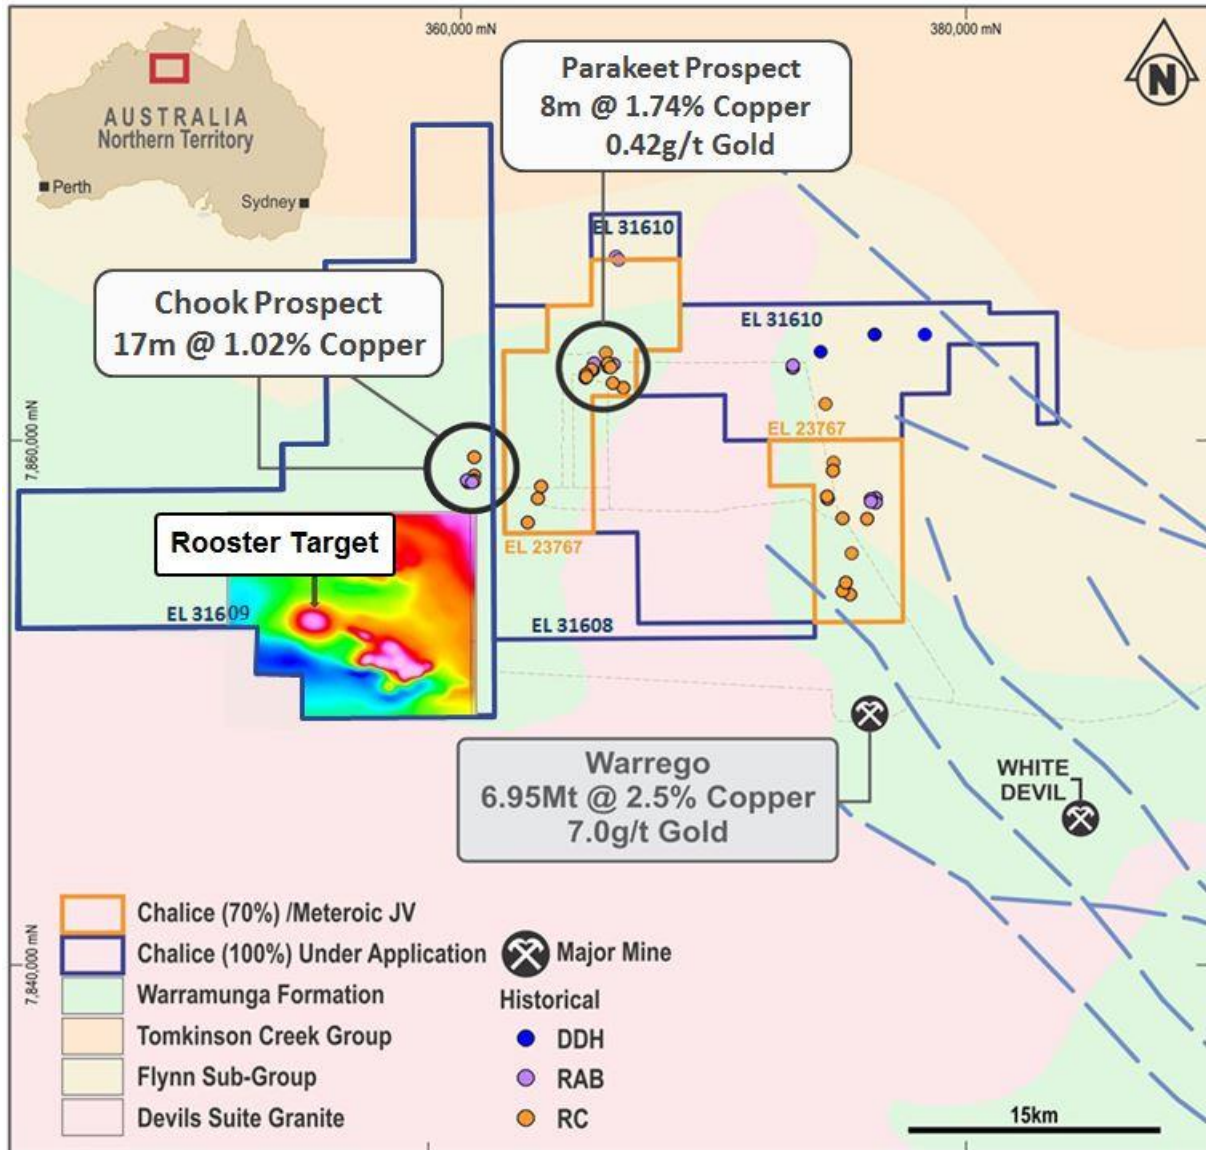 360,000 mN
380,000 mN
N
AUSTRALIA
Northern Territory
Perth
Sydney
Parakeet Prospect
8m @ 1.74% Copper
0.42g/t Gold
EL 31610
Chook Prospect
17m @ 1.02% Copper
EL 31610
7,860,000 mN
EL 23767
Rooster Target
EL 23767
EL 31609
EL 31608
Warrego
6.95Mt @ 2.5% Copper
7.0g/t Gold
WHITE
DEVIL
7,840,000 mN
Chalice (70%) /Meteroic JV
Chalice (100%) Under Application
Major Mine
Warramunga Formation
Historical
Tomkinson Creek Group
DDH
Flynn Sub-Group
RAB
Devils Suite Granite
RC
15km